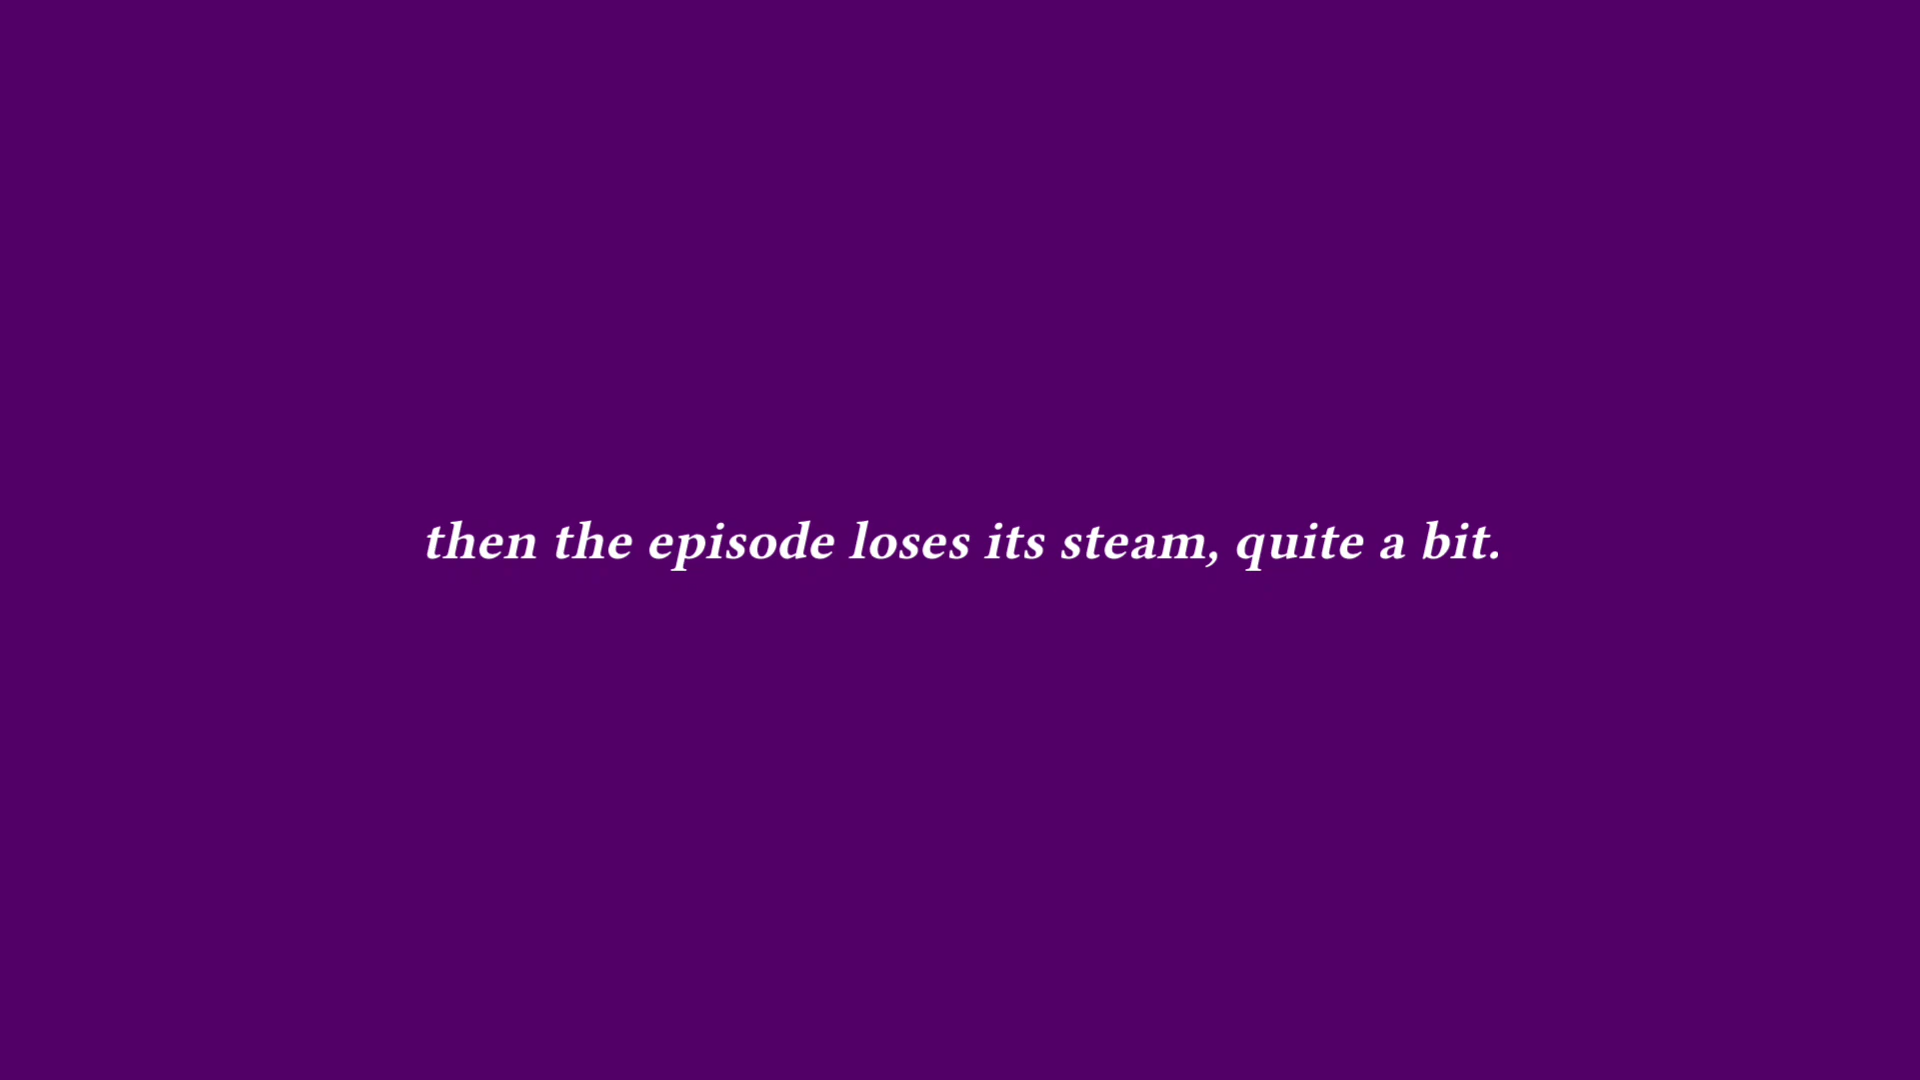 then the episode loses its steam, quite a bit.